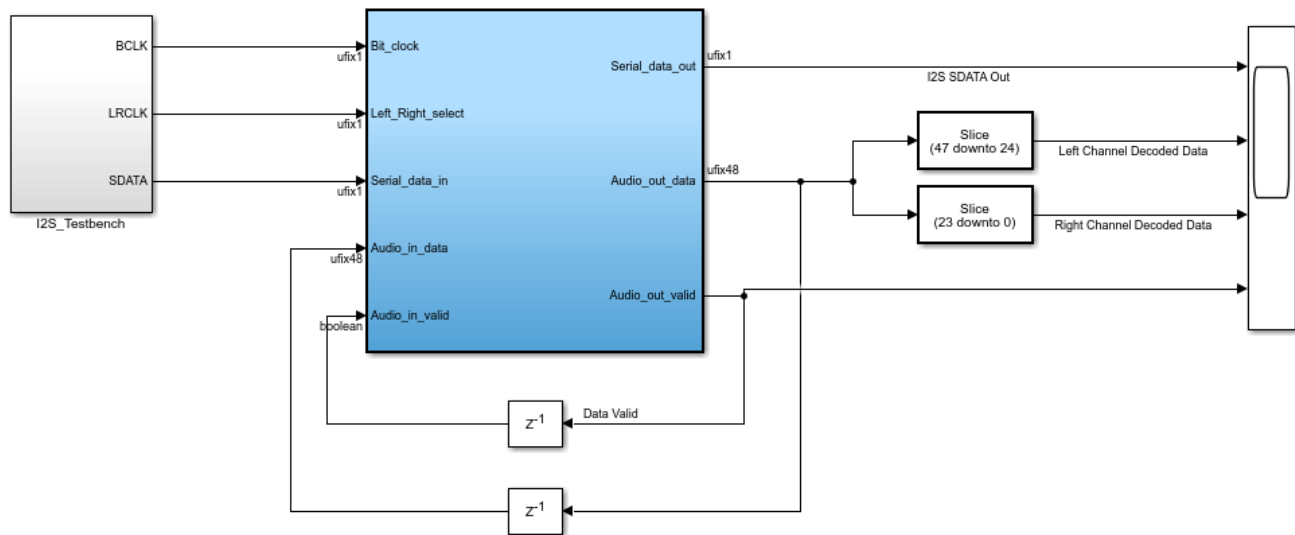 BCLK
LRCLK
SDATA
I2S_Testbench
ufix1
Bit_clock
ufix1
Left_Right_select
ufix1
Serial_data_in
ufix48
Audio_in_data
boolean
Audio_in_valid
Serial_data_out
ufix1
Audio_out_data
ufix48
Audio_out_valid
I2S SDATA Out
Slice
(47 downto 24)
Left Channel Decoded Data
Slice
(23 downto 0)
Right Channel Decoded Data
Z-1
Data Valid
Z-1